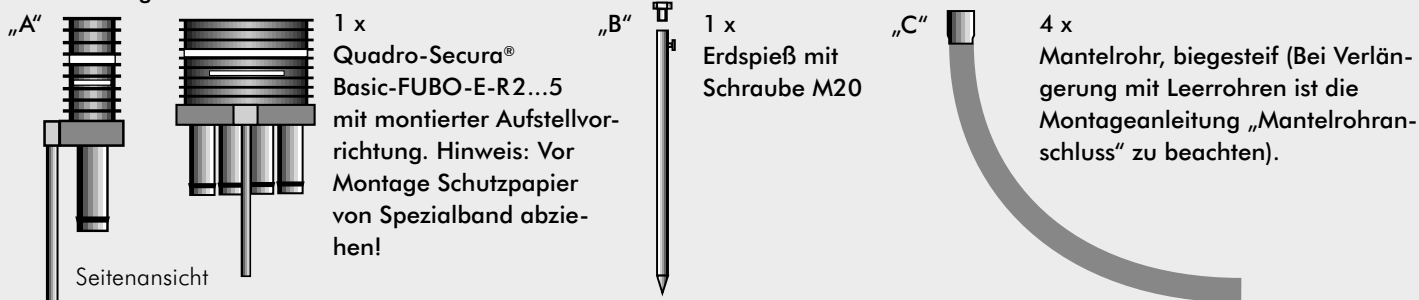 „A“
Seitenansicht
1 x
Quadro-Secura®
Basic-FUBO-E-R2...5
mit montierter Aufstellvor-
richtung. Hinweis: Vor
Montage Schutzpapier
von Spezialband abzie-
hen!
„B“
1 x
Erdspieß mit
Schraube M20
„C“
4 x
Mantelrohr, biegesteif (Bei Verlän-
gerung mit Leerrohren ist die
Montageanleitung „Mantelrohran-
schluss“ zu beachten).